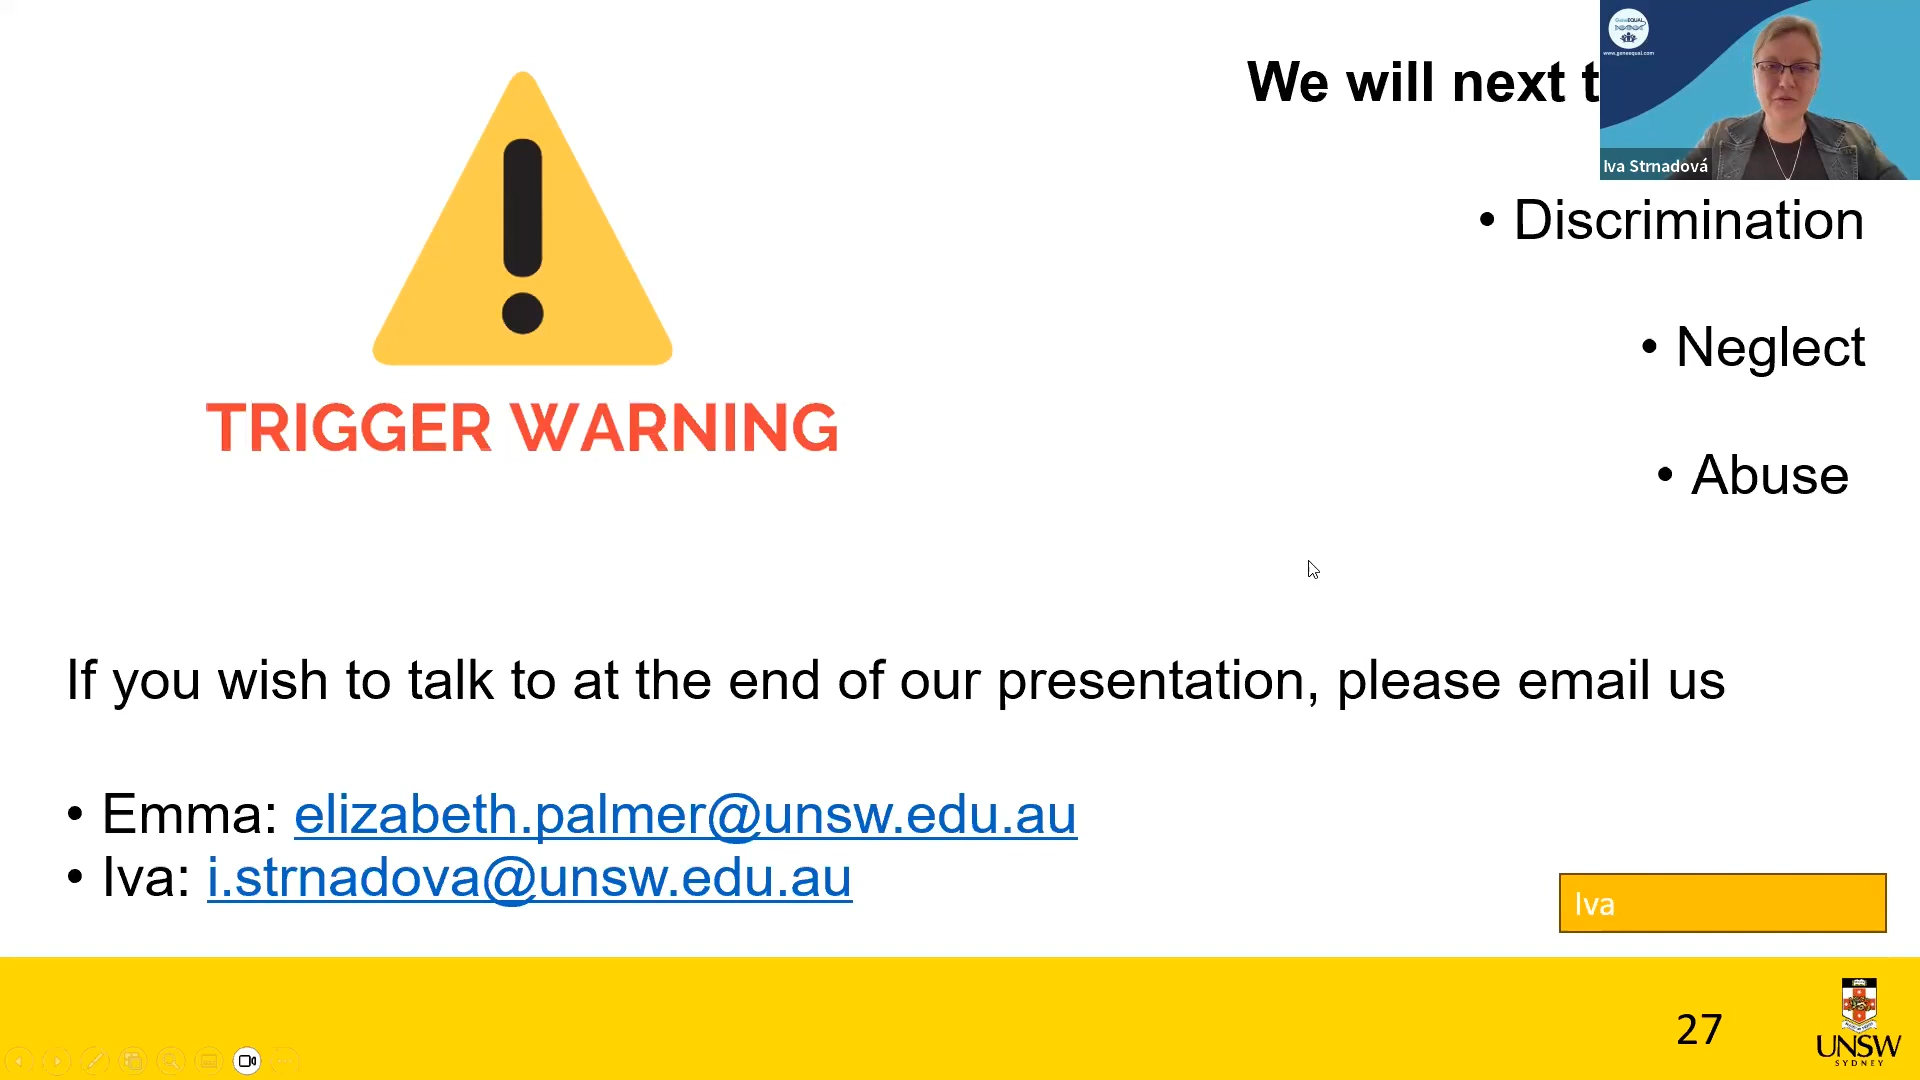 We will next t
GeneEQUAL
www.geneequal.com
Iva Strnadová
• Discrimination
• Neglect
• Abuse
TRIGGER WARNING
If you wish to talk to at the end of our presentation, please email us
• Emma: elizabeth.palmer@unsw.edu.au
• Iva: i.strnadova@unsw.edu.au
Iva
27
UNSW
SYDNEY